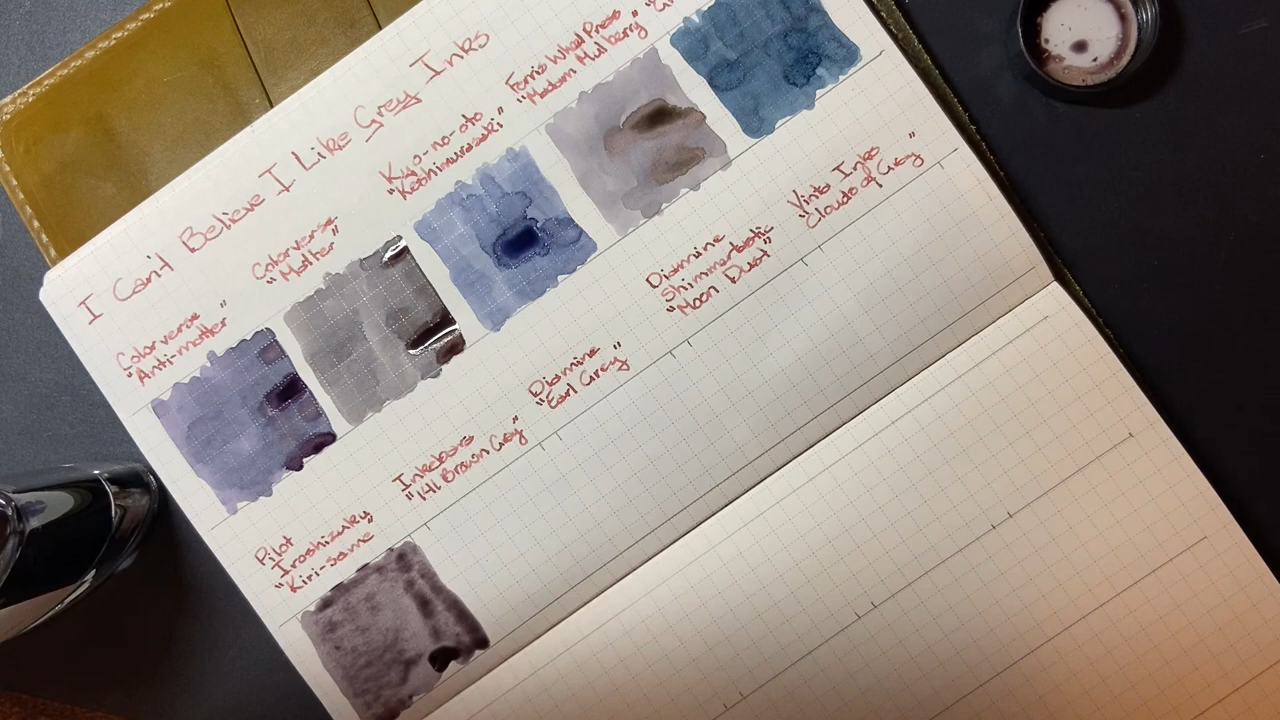 I Can't Believe I Like Grey Inks
Colorverse
"Anti-matter"
Colorverse
"Matter"
Kyo-no-oto
"Keshimurasaki"
Ferris Wheel Press
"Madam Mulberry"
Pilot
Iroshizuku
"Kiri-same"
Inkebara
"141 Brown Grey"
Diamine
"Earl Grey"
Diamine
Shimmertastic
"Moon Dust"
Vinta Inks
"Clouds of Grey"